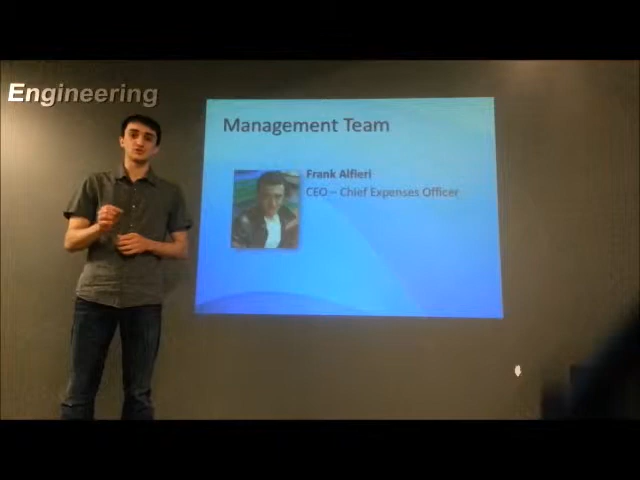 Engineering
Management Team
Frank Alfieri
CEO – Chief Expenses Officer